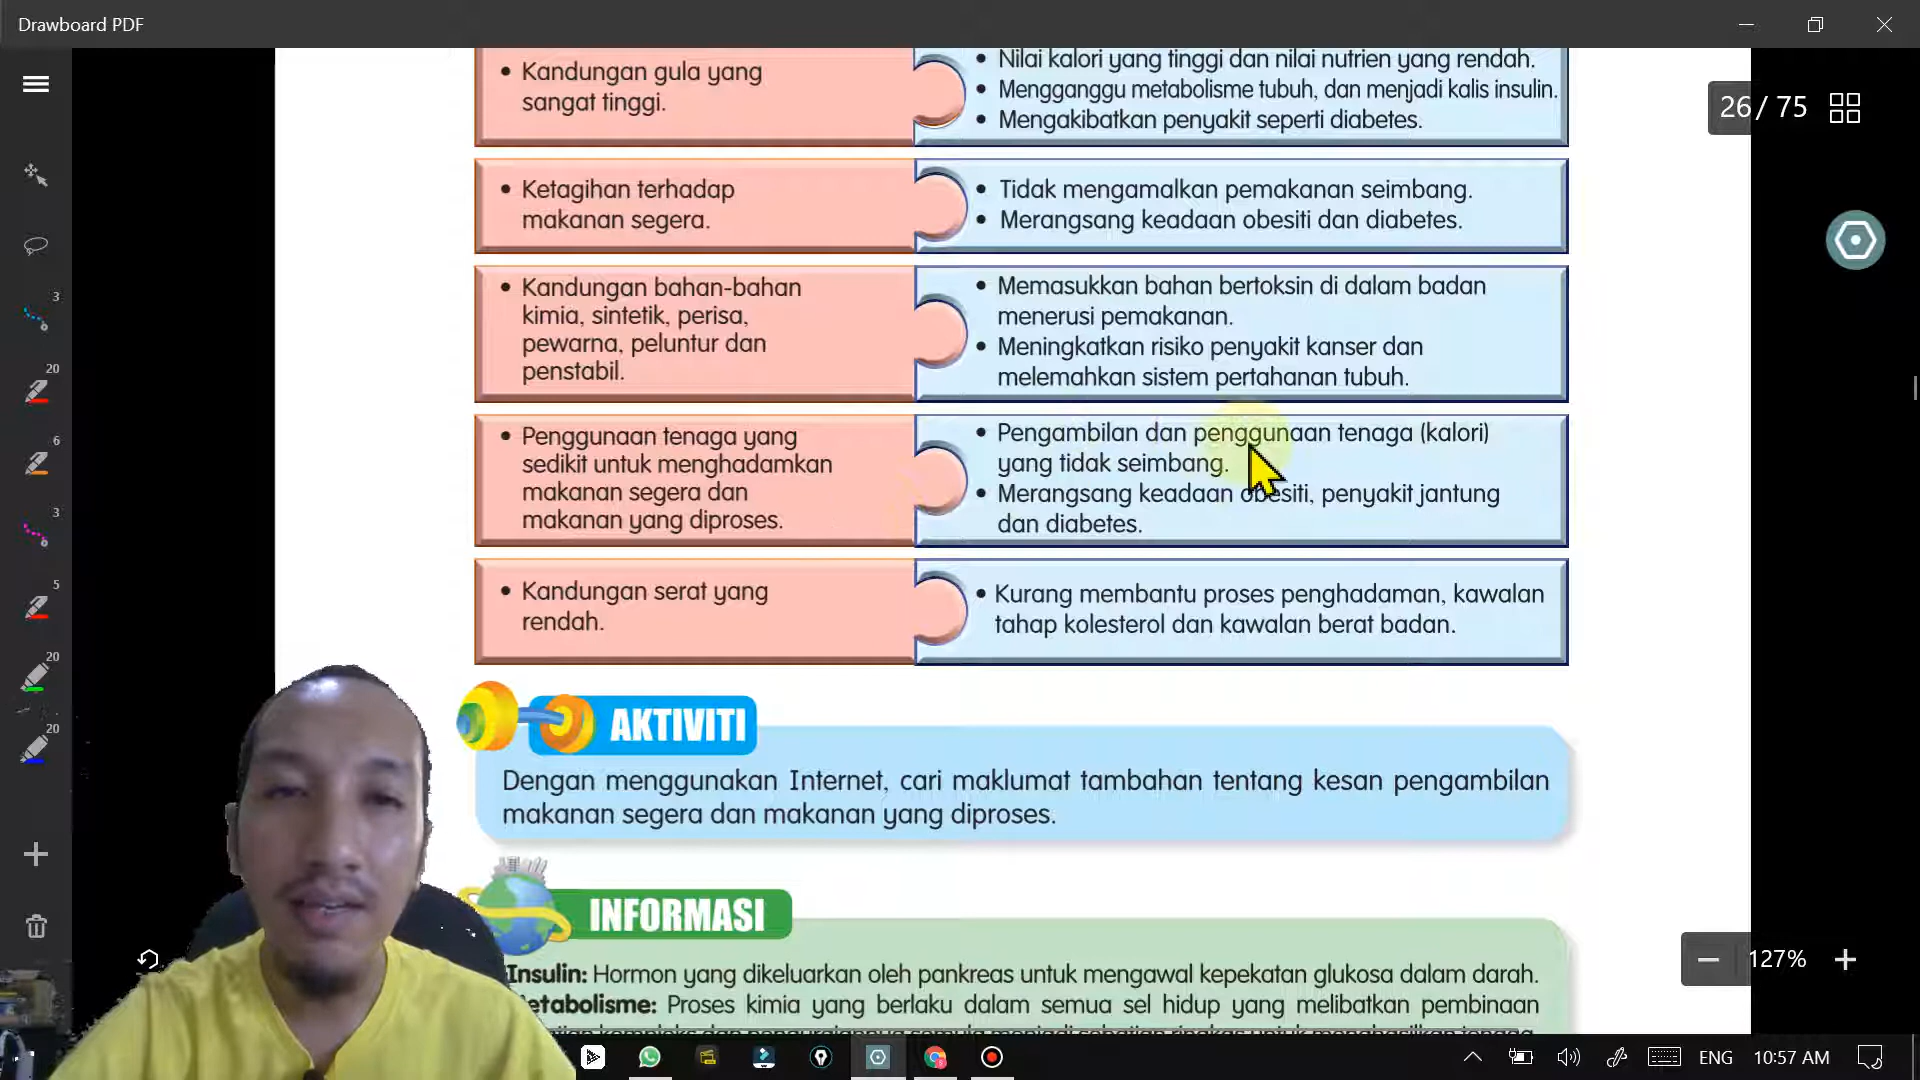 Drawboard PDF
• Kandungan gula yang
sangat tinggi.
• Nilai kalori yang tinggi dan nilai nutrien yang rendah.
• Mengganggu metabolisme tubuh, dan menjadi kalis insulin.
• Mengakibatkan penyakit seperti diabetes.
26 / 75
• Ketagihan terhadap
makanan segera.
• Tidak mengamalkan pemakanan seimbang.
• Merangsang keadaan obesiti dan diabetes.
• Kandungan bahan-bahan
kimia, sintetik, perisa,
pewarna, peluntur dan
penstabil.
• Memasukkan bahan bertoksin di dalam badan
menerusi pemakanan.
• Meningkatkan risiko penyakit kanser dan
melemahkan sistem pertahanan tubuh.
• Penggunaan tenaga yang
sedikit untuk menghadamkan
makanan segera dan
makanan yang diproses.
• Pengambilan dan penggunaan tenaga (kalori)
yang tidak seimbang.
• Merangsang keadaan obesiti, penyakit jantung
dan diabetes.
• Kandungan serat yang
rendah.
• Kurang membantu proses penghadaman, kawalan
tahap kolesterol dan kawalan berat badan.
3
20
6
3
5
20
20
AKTIVITI
Dengan menggunakan Internet, cari maklumat tambahan tentang kesan pengambilan
makanan segera dan makanan yang diproses.
INFORMASI
Insulin: Hormon yang dikeluarkan oleh pankreas untuk mengawal kepekatan glukosa dalam darah.
etabolisme: Proses kimia yang berlaku dalam semua sel hidup yang melibatkan pembinaan
127%
ENG
10:57 AM